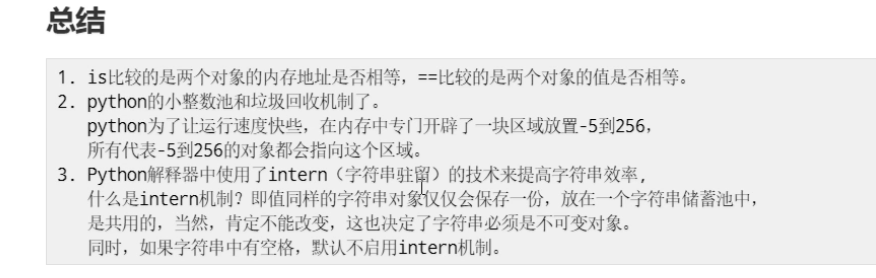 总结
1. is比较的是两个对象的内存地址是否相等，==比较的是两个对象的值是否相等。
2. python的小整数池和垃圾回收机制了。
python为了让运行速度快些，在内存中专门开辟了一块区域放置-5到256，
所有代表-5到256的对象都会指向这个区域。
3. Python解释器中使用了intern（字符串驻留）的技术来提高字符串效率，
什么是intern机制？即值同样的字符串对象仅仅会保存一份，放在一个字符串储蓄池中，
是共用的，当然，肯定不能改变，这也决定了字符串必须是不可变对象。
同时，如果字符串中有空格，默认不启用intern机制。